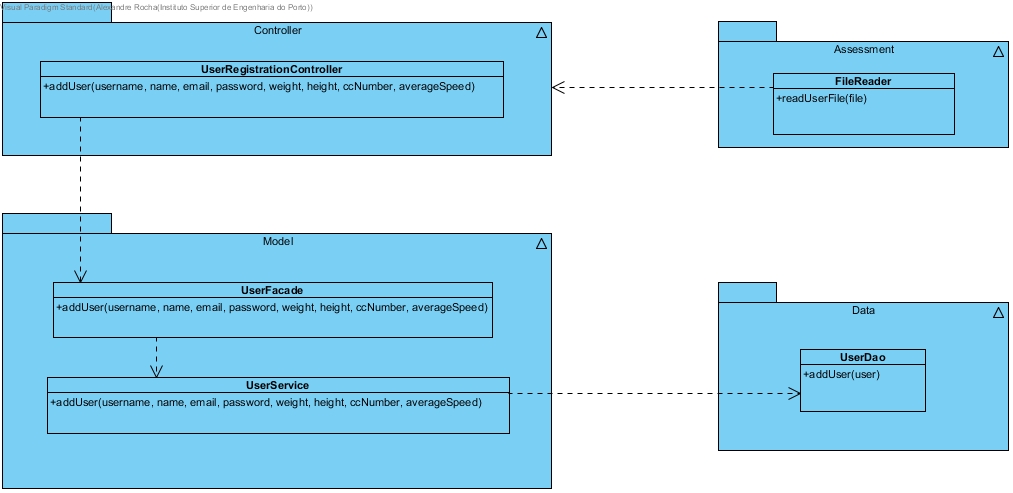 Visual Paradigm Standard(Alexandre Rocha(Instituto Superior de Engenharia do Porto))
Controller
UserRegistrationController
+addUser(username, name, email, password, weight, height, ccNumber, averageSpeed)
Assessment
FileReader
+readUserFile(file)
Model
UserFacade
+addUser(username, name, email, password, weight, height, ccNumber, averageSpeed)
UserService
+addUser(username, name, email, password, weight, height, ccNumber, averageSpeed)
Data
UserDao
+addUser(user)